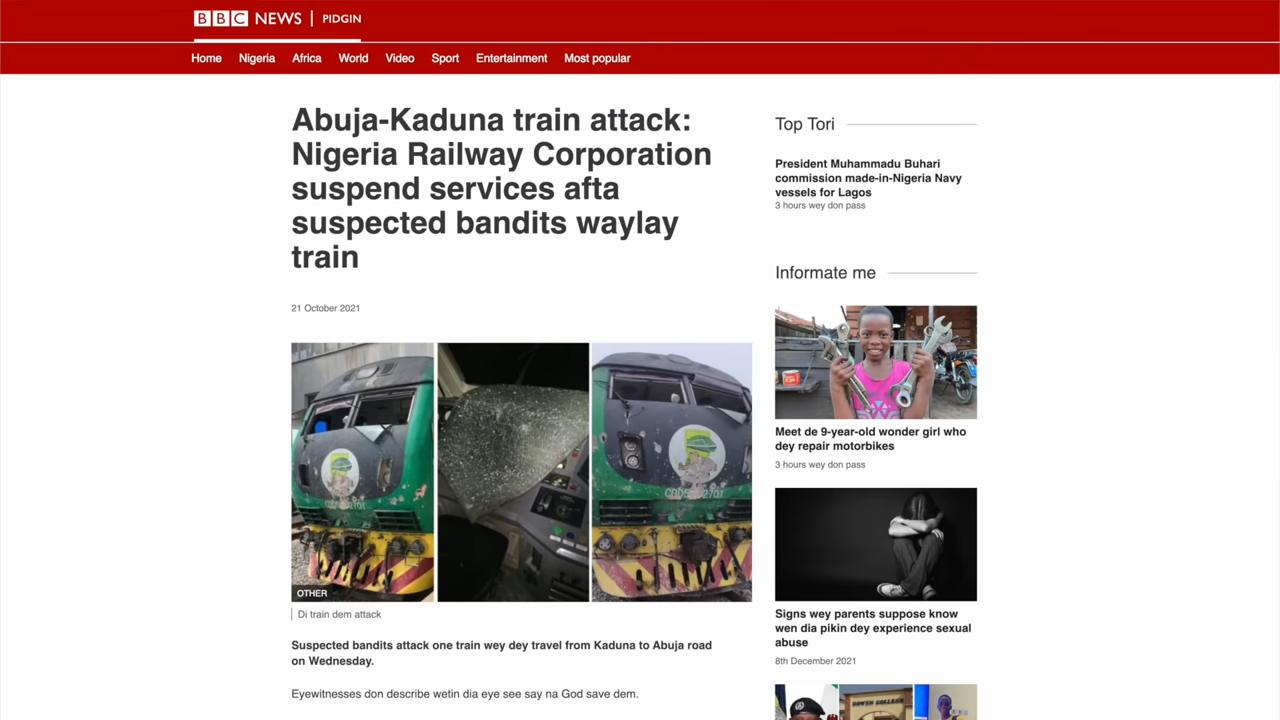 BBC NEWS | PIDGIN
Home Nigeria Africa World Video Sport Entertainment Most popular
Abuja-Kaduna train attack:
Nigeria Railway Corporation
suspend services afta
suspected bandits waylay
train
21 October 2021
OTHER
Di train dem attack
Suspected bandits attack one train wey dey travel from Kaduna to Abuja road
on Wednesday.
Eyewitnesses don describe wetin dia eye see say na God save dem.
Top Tori
President Muhammadu Buhari
commission made-in-Nigeria Navy
vessels for Lagos
3 hours wey don pass
Informate me
Meet de 9-year-old wonder girl who
dey repair motorbikes
3 hours wey don pass
Signs wey parents suppose know
wen dia pikin dey experience sexual
abuse
8th December 2021